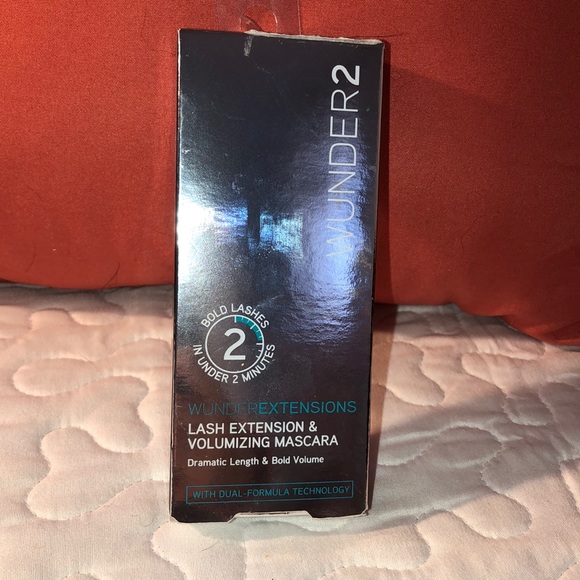 WUNDER2
BOLD LASHES
2
IN UNDER 2 MINUTES
WUNDEREXTENSIONS
LASH EXTENSION &
VOLUMIZING MASCARA
Dramatic Length & Bold Volume
WITH DUAL-FORMULA TECHNOLOGY